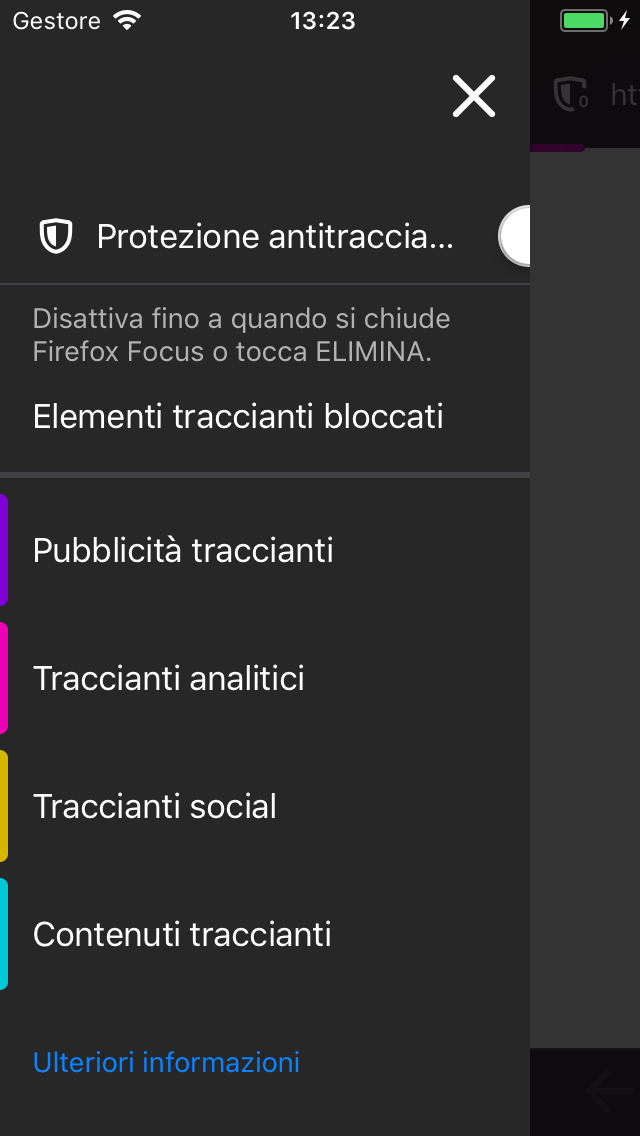 Gestore 13:23
0 ht
Protezione antitraccia...
Disattiva fino a quando si chiude
Firefox Focus o tocca ELIMINA.
Elementi traccianti bloccati
Pubblicità traccianti
Traccianti analitici
Traccianti social
Contenuti traccianti
Ulteriori informazioni